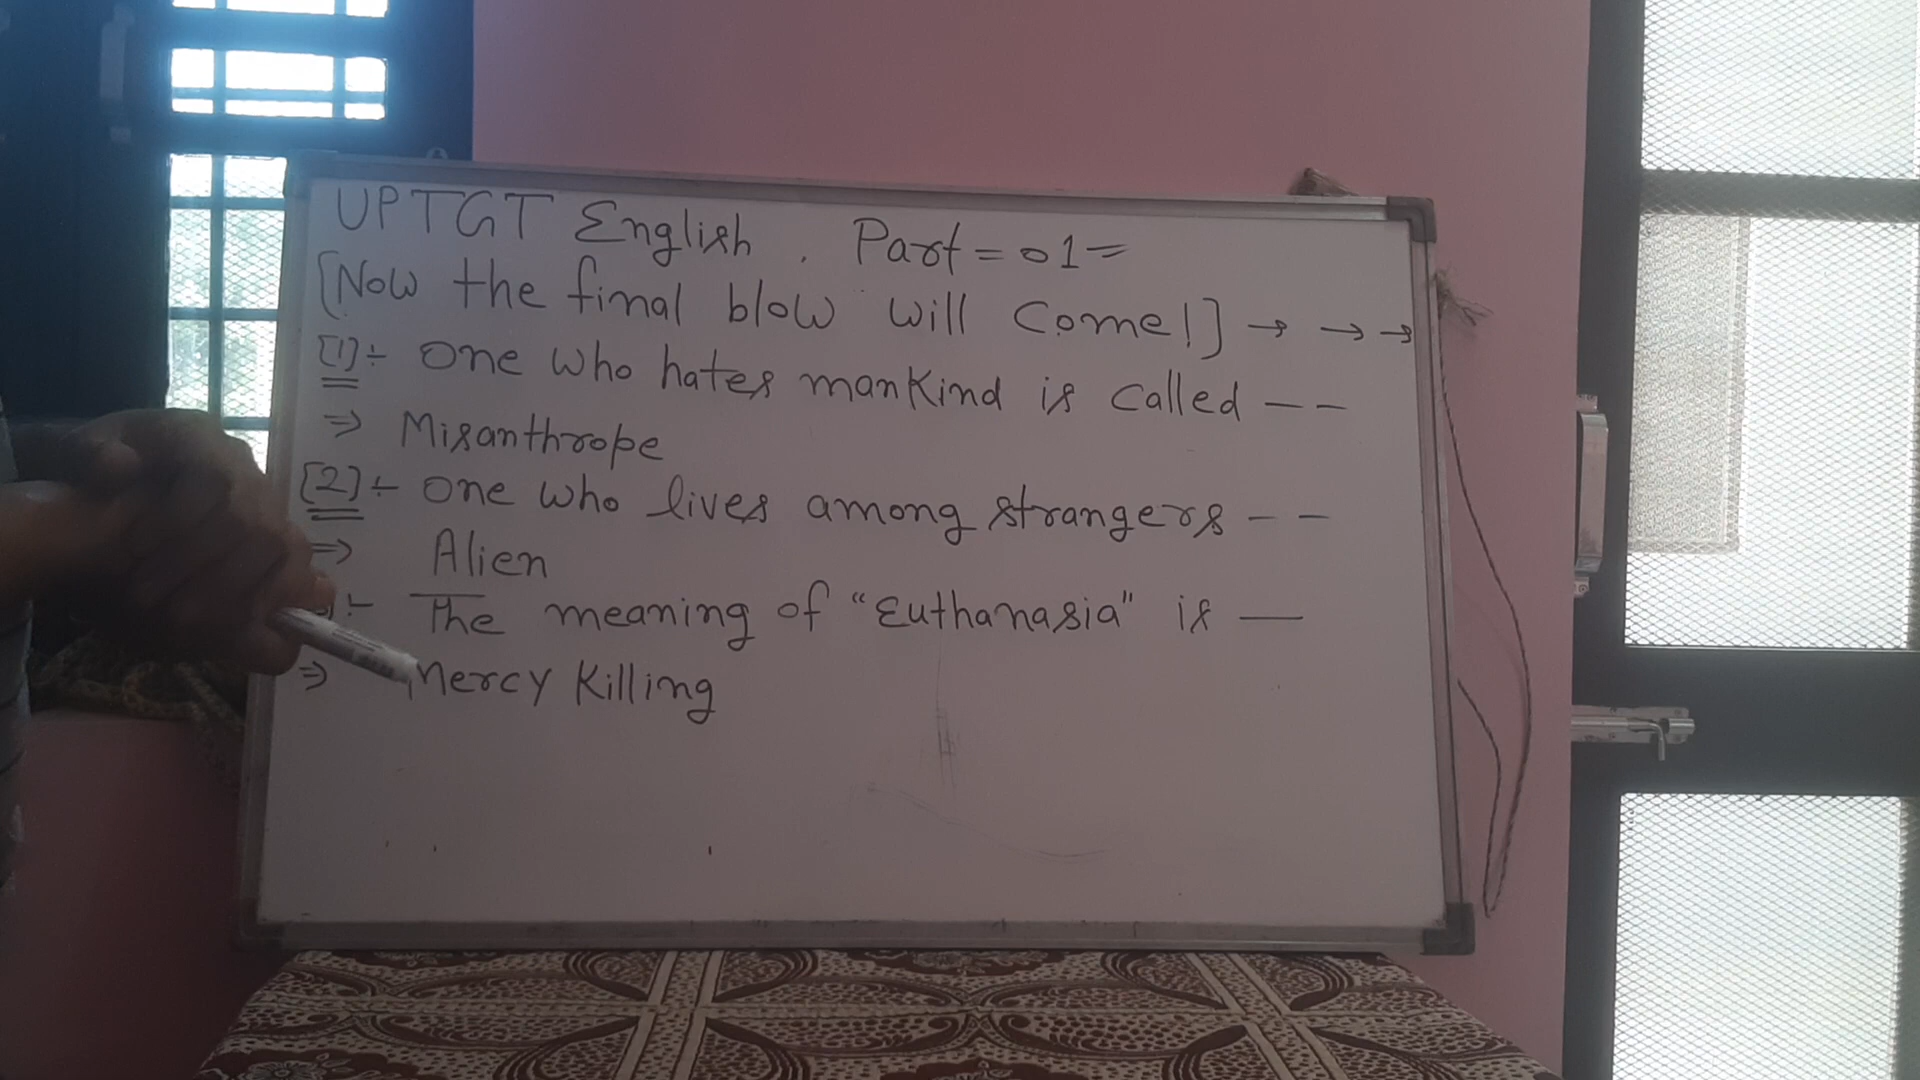 UPTGT English . Part = 01 =
[Now the final blow will Come!] → → →
[1]÷ One who hates mankind is called - -
⇒ Misanthrope
[2]÷ One who lives among strangers - -
⇒ Alien
The meaning of "Euthanasia" is —
⇒ Mercy Killing